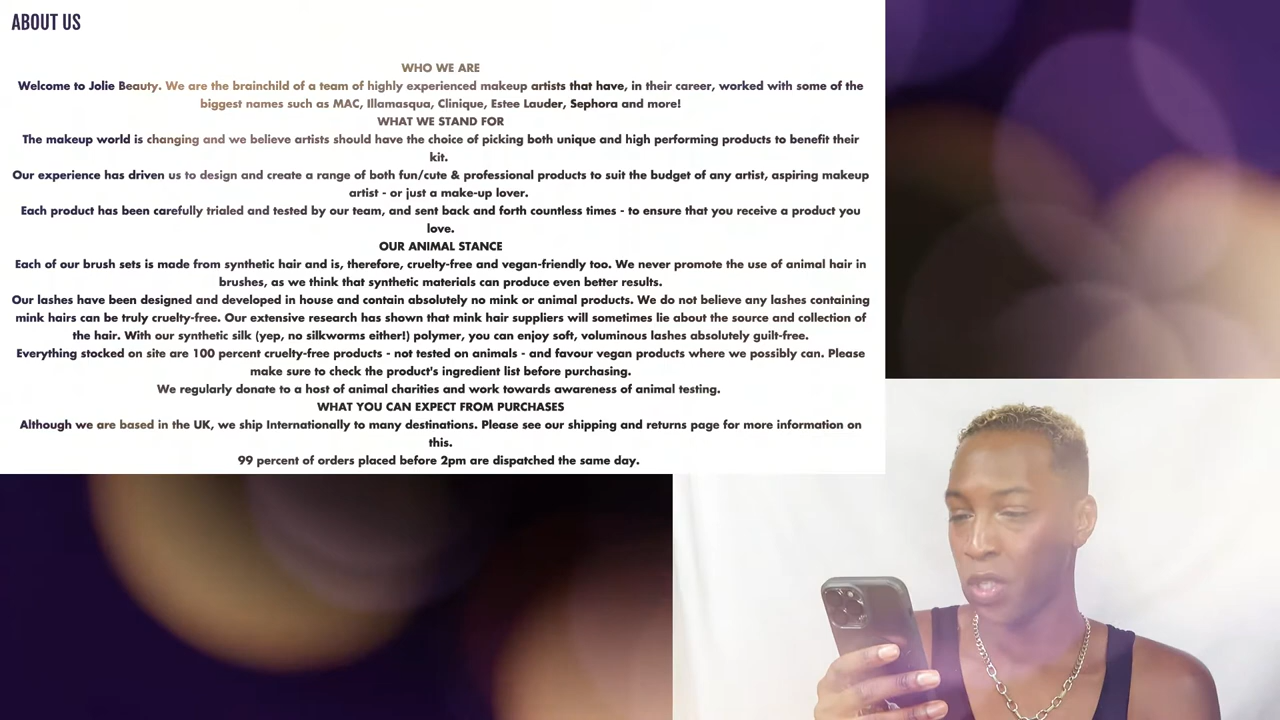 ABOUT US
WHO WE ARE
Welcome to Jolie Beauty. We are the brainchild of a team of highly experienced makeup artists that have, in their career, worked with some of the
biggest names such as MAC, Illamasqua, Clinique, Estee Lauder, Sephora and more!
WHAT WE STAND FOR
The makeup world is changing and we believe artists should have the choice of picking both unique and high performing products to benefit their
kit.
Our experience has driven us to design and create a range of both fun/cute & professional products to suit the budget of any artist, aspiring makeup
artist - or just a make-up lover.
Each product has been carefully trialed and tested by our team, and sent back and forth countless times - to ensure that you receive a product you
love.
OUR ANIMAL STANCE
Each of our brush sets is made from synthetic hair and is, therefore, cruelty-free and vegan-friendly too. We never promote the use of animal hair in
brushes, as we think that synthetic materials can produce even better results.
Our lashes have been designed and developed in house and contain absolutely no mink or animal products. We do not believe any lashes containing
mink hairs can be truly cruelty-free. Our extensive research has shown that mink hair suppliers will sometimes lie about the source and collection of
the hair. With our synthetic silk (yep, no silkworms either!) polymer, you can enjoy soft, voluminous lashes absolutely guilt-free.
Everything stocked on site are 100 percent cruelty-free products - not tested on animals - and favour vegan products where we possibly can. Please
make sure to check the product's ingredient list before purchasing.
We regularly donate to a host of animal charities and work towards awareness of animal testing.
WHAT YOU CAN EXPECT FROM PURCHASES
Although we are based in the UK, we ship Internationally to many destinations. Please see our shipping and returns page for more information on
this.
99 percent of orders placed before 2pm are dispatched the same day.